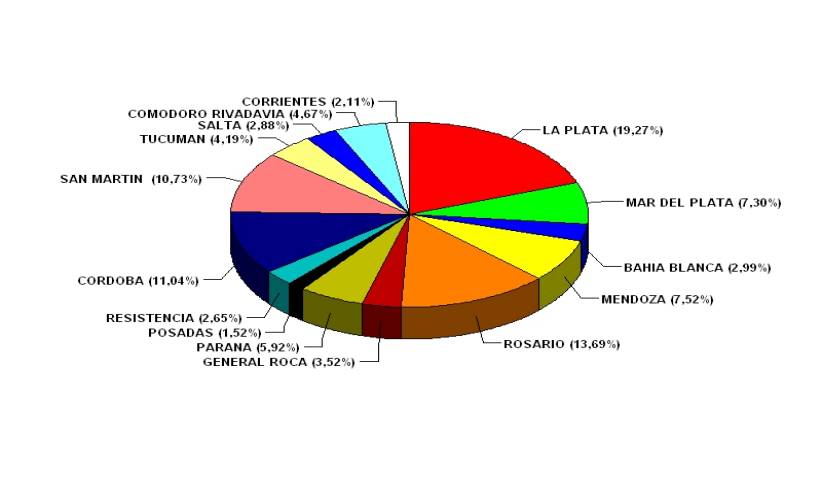 CORRIENTES (2,11%)
COMODORO RIVADAVIA (4,67%)
SALTA (2,88%)
TUCUMAN (4,19%)
SAN MARTIN (10,73%)
CORDOBA (11,04%)
RESISTENCIA (2,65%)
POSADAS (1,52%)
PARANA (5,92%)
GENERAL ROCA (3,52%)
LA PLATA (19,27%)
MAR DEL PLATA (7,30%)
BAHIA BLANCA (2,99%)
MENDOZA (7,52%)
ROSARIO (13,69%)